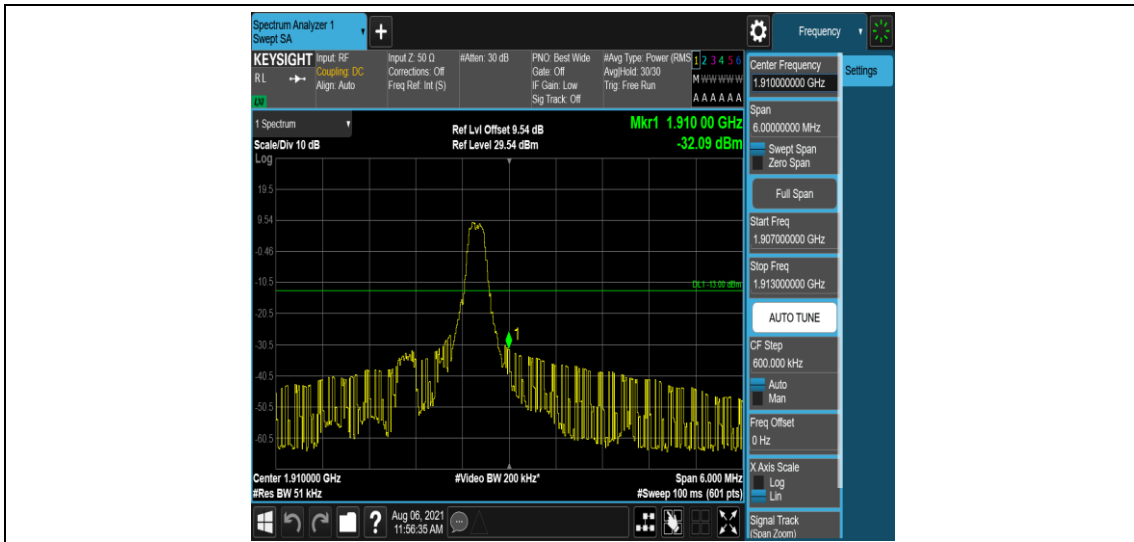 Spectrum Analyzer 1
Swept SA
Frequency
KEYSIGHT
RL
LM
Input: RF
Coupling: DC
Align: Auto
Input Z: 50 Ω
Corrections: Off
Freq Ref: Int (S)
#Atten: 30 dB
PNO: Best Wide
Gate: Off
IF Gain: Low
Sig Track: Off
#Avg Type: Power (RMS
Avg|Hold: 30/30
Trig: Free Run
1 2 3 4 5 6
M W W W W W
A A A A A A
Center Frequency
1.910000000 GHz
Settings
1 Spectrum
Scale/Div 10 dB
Log
Ref Lvl Offset 9.54 dB
Ref Level 29.54 dBm
Mkr1 1.910 00 GHz
-32.09 dBm
19.5
9.54
-0.46
-10.5
-20.5
-30.5
-40.5
-50.5
-60.5
DL1 -13.00 dBm
1
Span
6.00000000 MHz
Swept Span
Zero Span
Full Span
Start Freq
1.907000000 GHz
Stop Freq
1.913000000 GHz
AUTO TUNE
CF Step
600.000 kHz
Auto
Man
Freq Offset
0 Hz
X Axis Scale
Log
Lin
Signal Track
(Span Zoom)
Center 1.910000 GHz
#Res BW 51 kHz
#Video BW 200 kHz*
Span 6.000 MHz
#Sweep 100 ms (601 pts)
?
Aug 06, 2021
11:56:35 AM